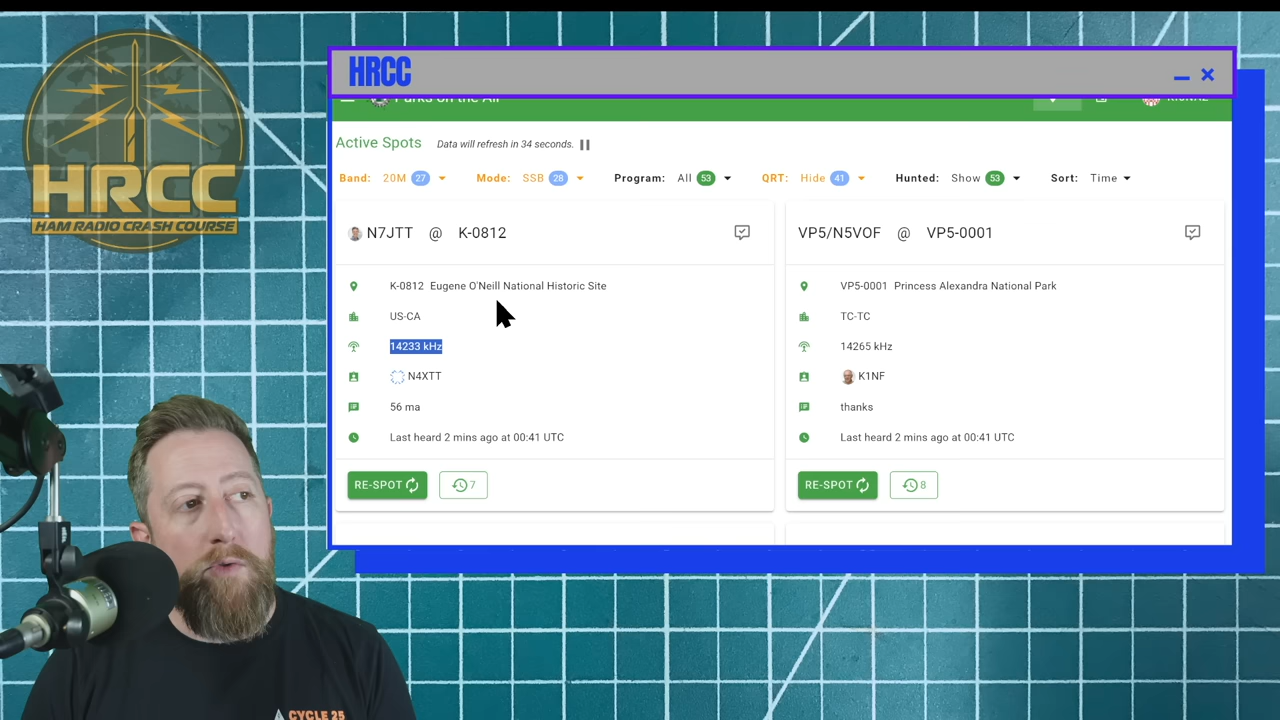 HRCC
HAM RADIO CRASH COURSE
HRCC
Parks on the Air
Active Spots Data will refresh in 34 seconds.
Band: 20M 27 Mode: SSB 28 Program: All 53 QRT: Hide 41 Hunted: Show 53 Sort: Time
N7JTT @ K-0812
K-0812 Eugene O'Neill National Historic Site
US-CA
14233 kHz
N4XTT
56 ma
Last heard 2 mins ago at 00:41 UTC
RE-SPOT 7
VP5/N5VOF @ VP5-0001
VP5-0001 Princess Alexandra National Park
TC-TC
14265 kHz
K1NF
thanks
Last heard 2 mins ago at 00:41 UTC
RE-SPOT 8
CYCLE 25